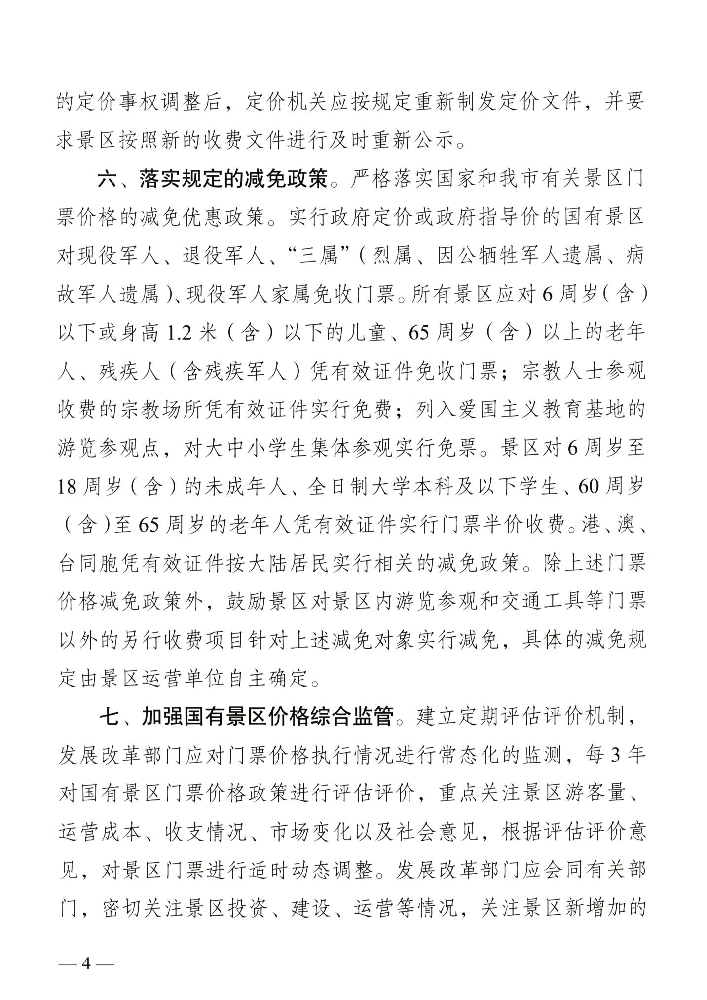 的定价事权调整后，定价机关应按规定重新制发定价文件，并要
求景区按照新的收费文件进行及时重新公示。
六、落实规定的减免政策。严格落实国家和我市有关景区门
票价格的减免优惠政策。实行政府定价或政府指导价的国有景区
对现役军人、退役军人、“三属”（烈属、因公牺牲军人遗属、病
故军人遗属）、现役军人家属免收门票。所有景区应对 6 周岁（含）
以下或身高 1.2 米（含）以下的儿童、65 周岁（含）以上的老年
人、残疾人（含残疾军人）凭有效证件免收门票；宗教人士参观
收费的宗教场所凭有效证件实行免费；列入爱国主义教育基地的
游览参观点，对大中小学生集体参观实行免票。景区对 6 周岁至
18 周岁（含）的未成年人、全日制大学本科及以下学生、60 周岁
（含）至 65 周岁的老年人凭有效证件实行门票半价收费。港、澳、
台同胞凭有效证件按大陆居民实行相关的减免政策。除上述门票
价格减免政策外，鼓励景区对景区内游览参观和交通工具等门票
以外的另行收费项目针对上述减免对象实行减免，具体的减免规
定由景区运营单位自主确定。
七、加强国有景区价格综合监管。建立定期评估评价机制，
发展改革部门应对门票价格执行情况进行常态化的监测，每 3 年
对国有景区门票价格政策进行评估评价，重点关注景区游客量、
运营成本、收支情况、市场变化以及社会意见，根据评估评价意
见，对景区门票进行适时动态调整。发展改革部门应会同有关部
门，密切关注景区投资、建设、运营等情况，关注景区新增加的
— 4 —